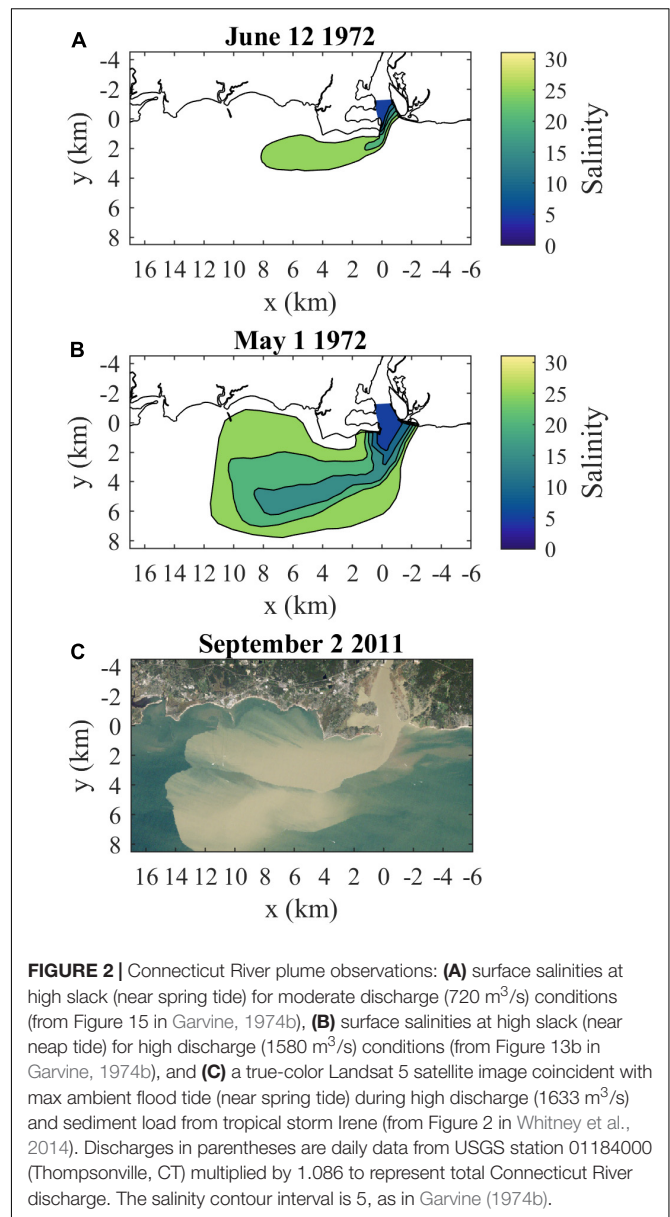 A
June 12 1972
-4
-2
0
2
4
6
8
y (km)
16 14 12 10 8 6 4 2 0 -2 -4 -6
x (km)
30
25
20
15
10
5
0
Salinity
B
May 1 1972
-4
-2
0
2
4
6
8
y (km)
16 14 12 10 8 6 4 2 0 -2 -4 -6
x (km)
30
25
20
15
10
5
0
Salinity
C
September 2 2011
-4
-2
0
2
4
6
8
y (km)
16 14 12 10 8 6 4 2 0 -2 -4 -6
x (km)
FIGURE 2 | Connecticut River plume observations: (A) surface salinities at
high slack (near spring tide) for moderate discharge (720 m³/s) conditions
(from Figure 15 in Garvine, 1974b), (B) surface salinities at high slack (near
neap tide) for high discharge (1580 m³/s) conditions (from Figure 13b in
Garvine, 1974b), and (C) a true-color Landsat 5 satellite image coincident with
max ambient flood tide (near spring tide) during high discharge (1633 m³/s)
and sediment load from tropical storm Irene (from Figure 2 in Whitney et al.,
2014). Discharges in parentheses are daily data from USGS station 01184000
(Thompsonville, CT) multiplied by 1.086 to represent total Connecticut River
discharge. The salinity contour interval is 5, as in Garvine (1974b).